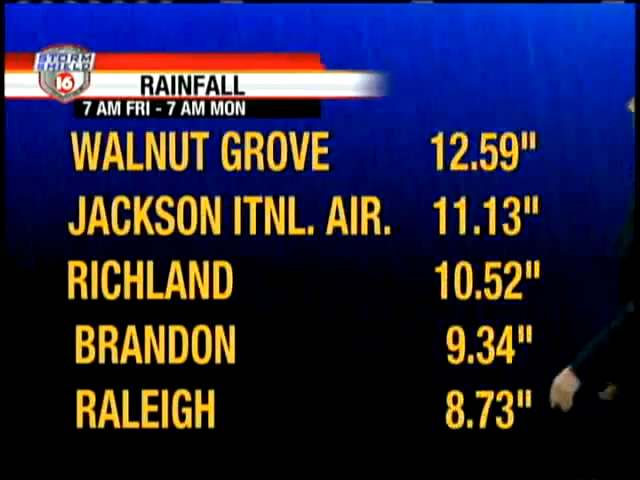 STORM
SHIELD
16
RAINFALL
7 AM FRI - 7 AM MON
WALNUT GROVE 12.59"
JACKSON ITNL. AIR. 11.13"
RICHLAND 10.52"
BRANDON 9.34"
RALEIGH 8.73"